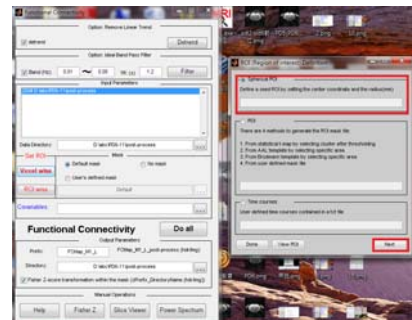 Functional Connectivity
Option: Remove Linear Trend
detrend
Detrend
Option: Ideal Band Pass Filter
Band (Hz): 0.01 ~ 0.08 TR (s) 1.2 Filter
Input Parameters
Data Directory:
Set ROI
Mask
Default mask
No mask
User's defined mask
Voxel wise
ROI wise
Default
Covariables:
Functional Connectivity
Do all
Output Parameters
Prefix: FCMap_M1_L
Directory:
Manual Operations
Help
Fisher Z
Slice Viewer
Power Spectrum
ROI (Region of Interest) Definition
Spherical ROI
Define a seed ROI by setting the center coordinate and the radius(mm)
ROI
There are 4 methods to generate the ROI mask file
1. From statistical map by selecting cluster after thresholding
2. From AAL template by selecting specific area
3. From Brodmann template by selecting specific area
4. From user defined mask file
Time courses
User defined time courses contained in a txt file
Done
View ROI
Next